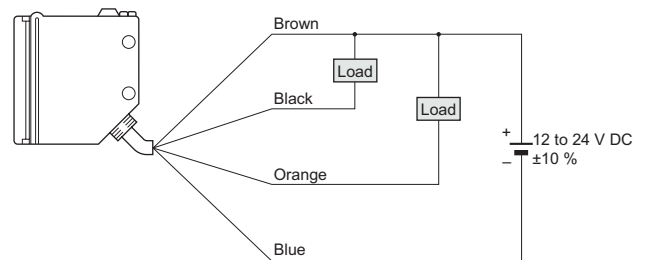 Brown
Load
Black
Load
Orange
+
12 to 24 V DC
–
±10 %
Blue